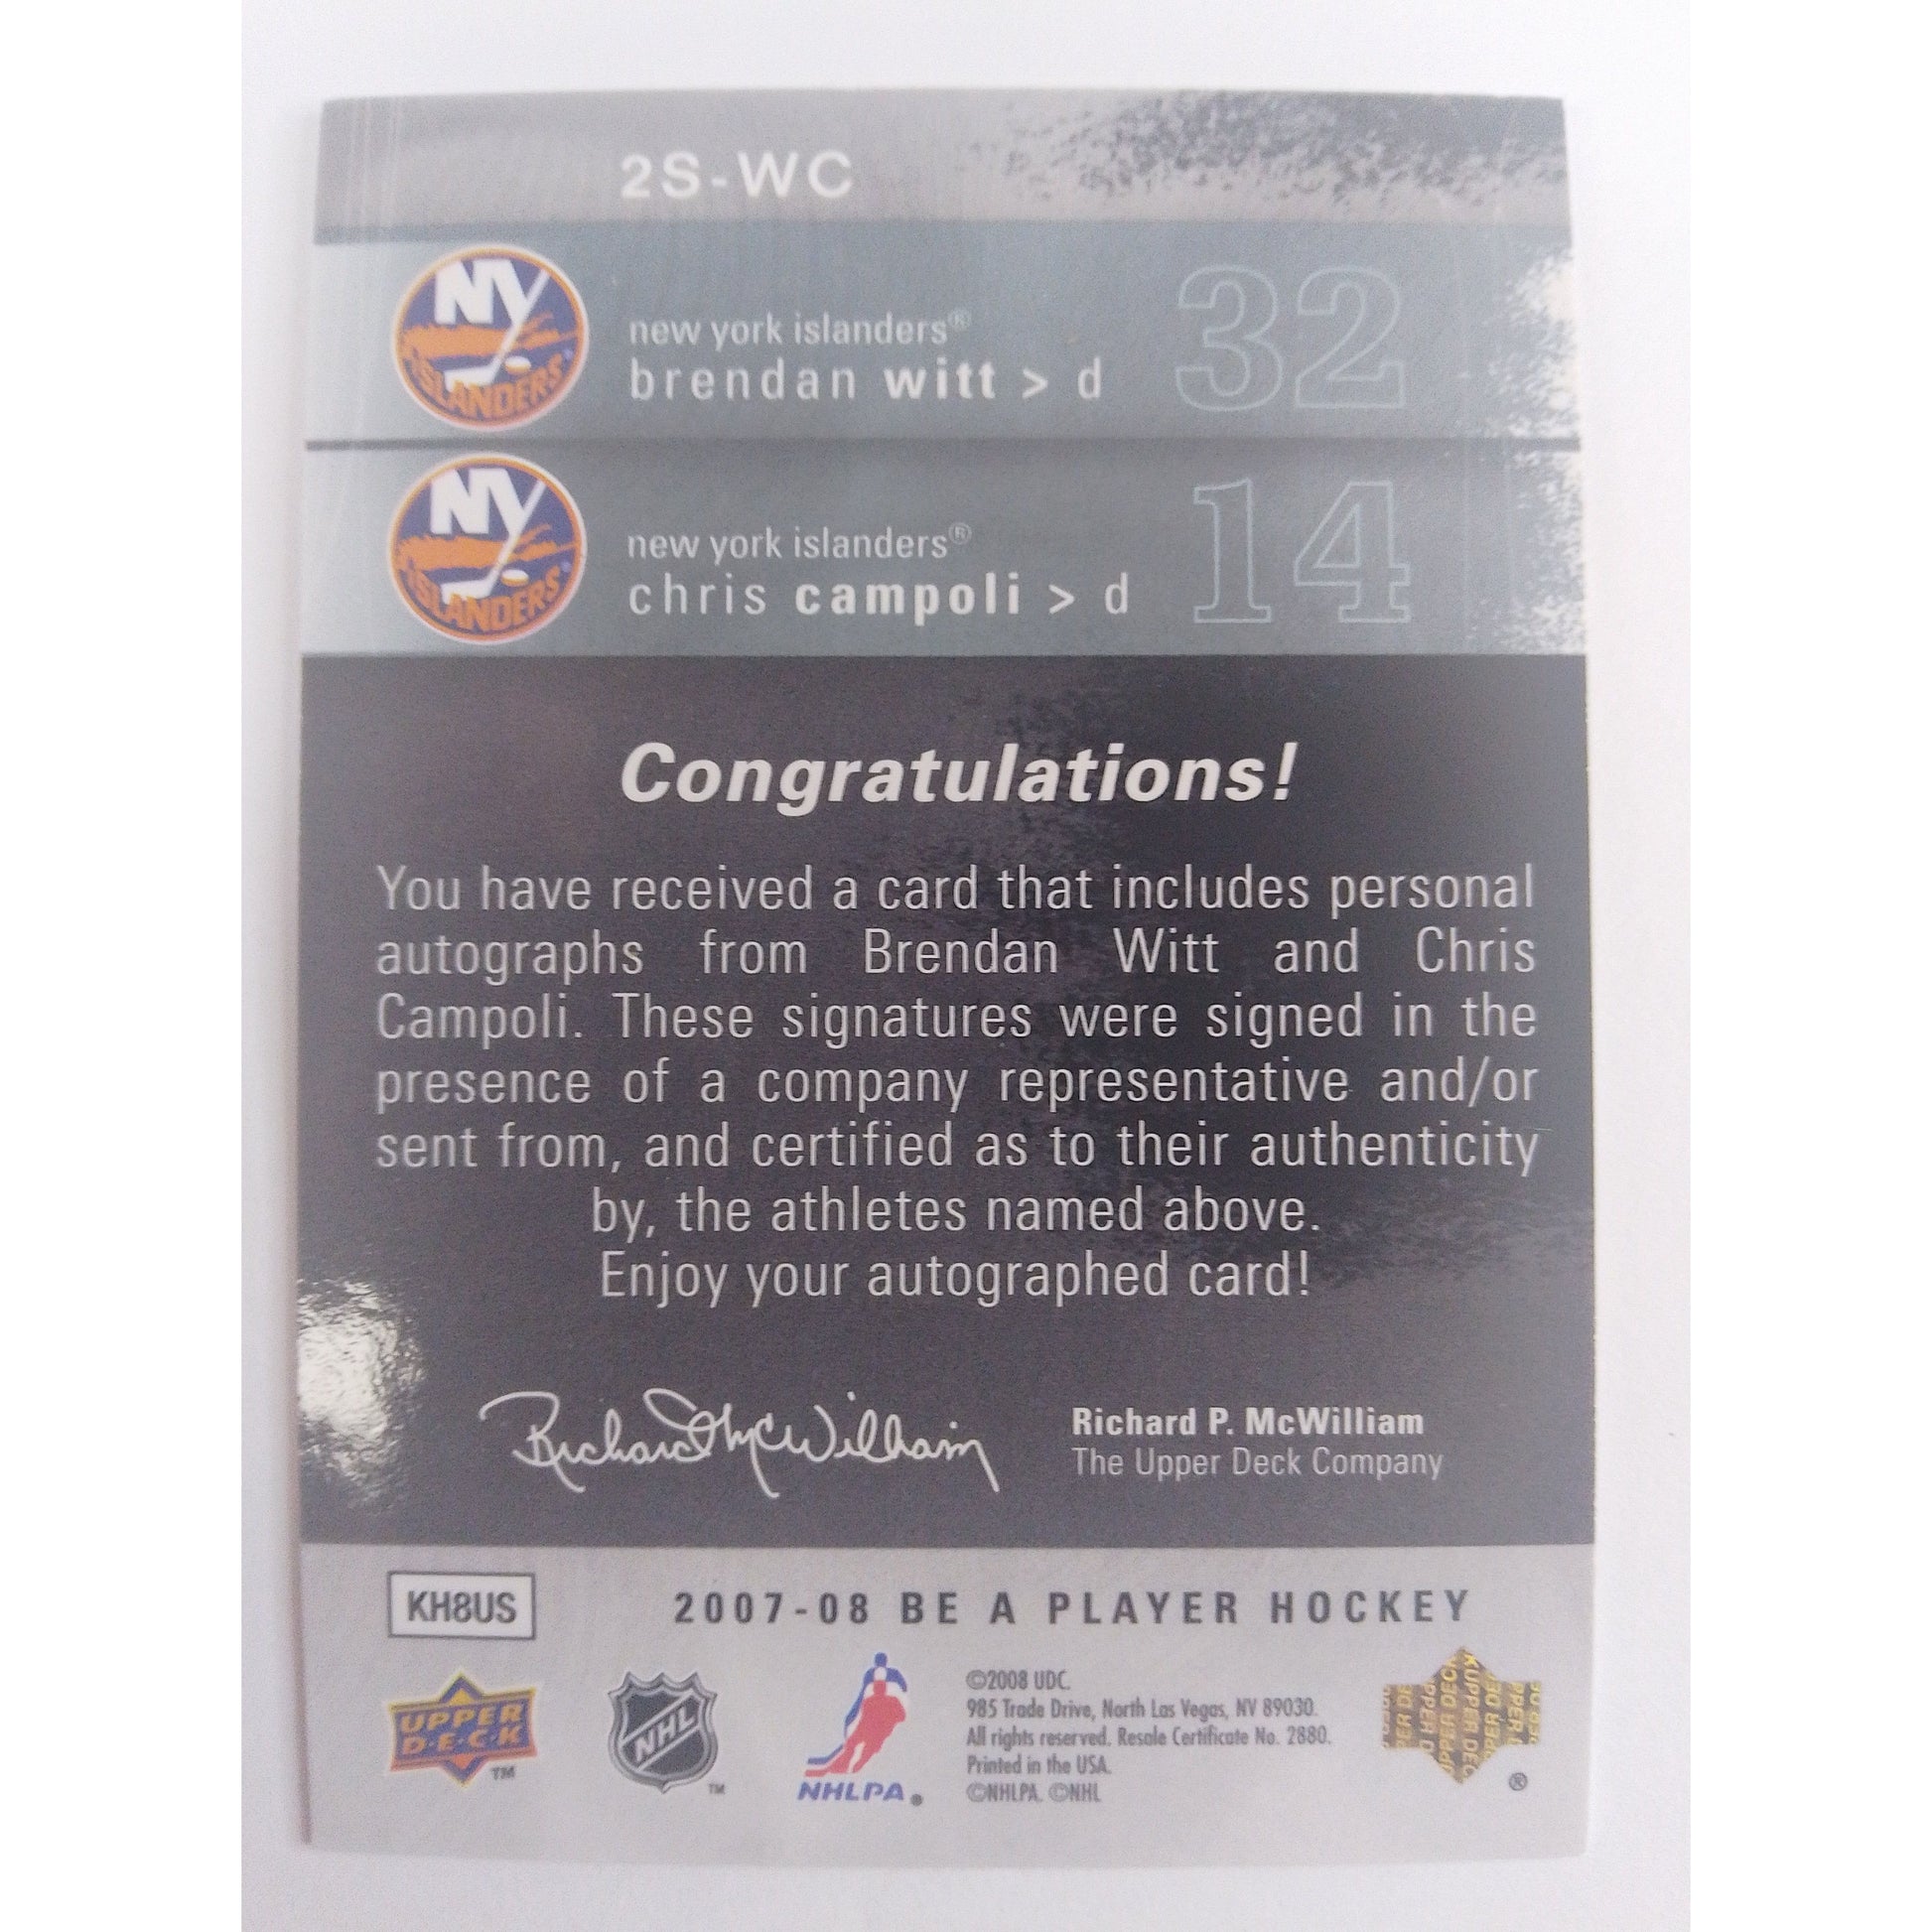 2S-WC
NY
ISLANDERS
new york islanders®
brendan witt > d
32
NY
ISLANDERS
new york islanders®
chris campoli > d
14
Congratulations!
You have received a card that includes personal
autographs from Brendan Witt and Chris
Campoli. These signatures were signed in the
presence of a company representative and/or
sent from, and certified as to their authenticity
by, the athletes named above.
Enjoy your autographed card!
Richard P. McWilliam
Richard P. McWilliam
The Upper Deck Company
KH8US
2007-08 BE A PLAYER HOCKEY
UPPER
D·E·C·K
TM
NHL
TM
NHLPA®
©2008 UDC.
985 Trade Drive, North Las Vegas, NV 89030.
All rights reserved. Resale Certificate No. 2880.
Printed in the USA.
©NHLPA. ©NHL
UPPER DECK
®